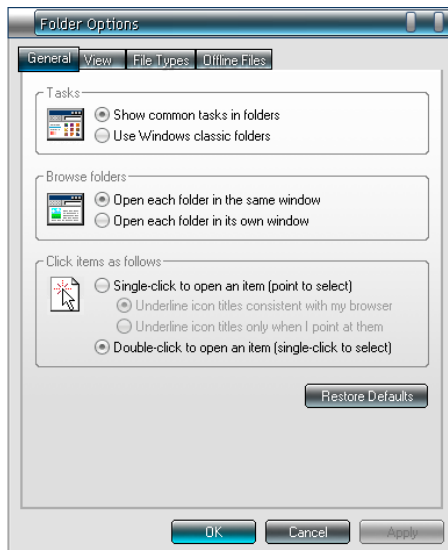 Folder Options
General View File Types Offline Files
Tasks
Show common tasks in folders
Use Windows classic folders
Browse folders
Open each folder in the same window
Open each folder in its own window
Click items as follows
Single-click to open an item (point to select)
Underline icon titles consistent with my browser
Underline icon titles only when I point at them
Double-click to open an item (single-click to select)
Restore Defaults
OK Cancel Apply